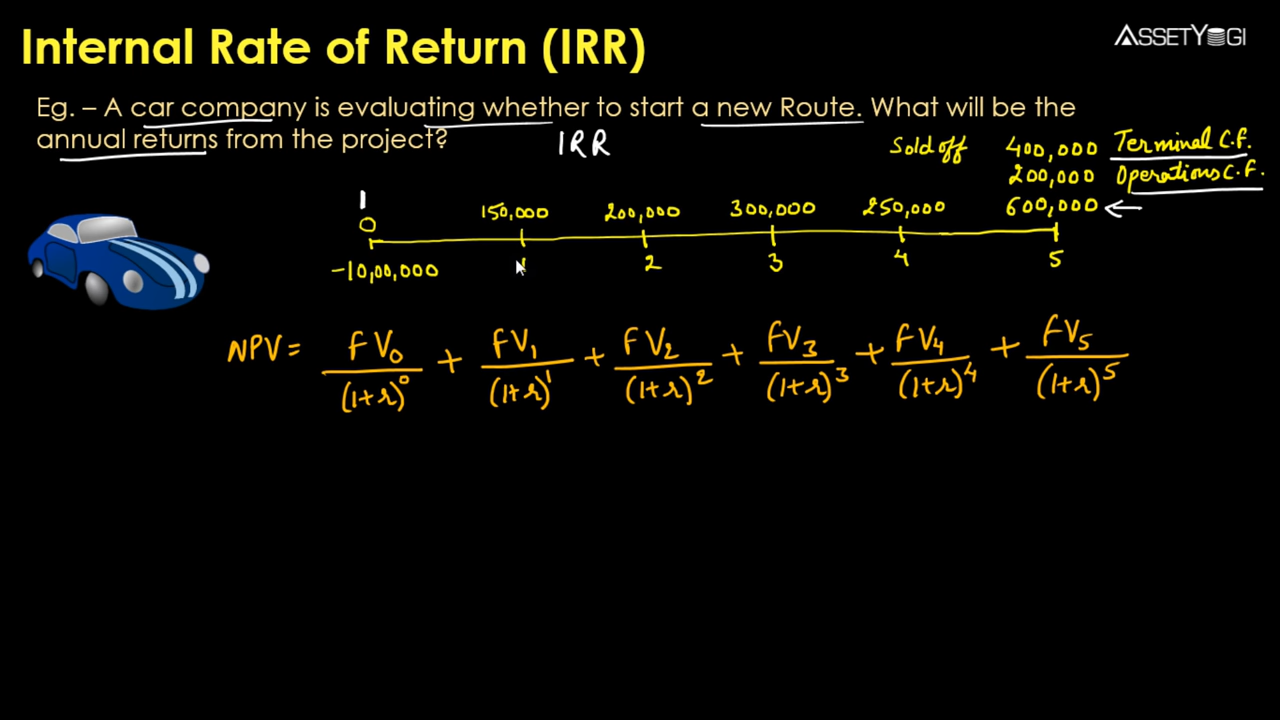 Internal Rate of Return (IRR)
ASSETYOGI
Eg. – A car company is evaluating whether to start a new Route. What will be the
annual returns from the project?
IRR
Sold off 400,000 Terminal C.F.
200,000 Operations C.F.
0 150,000 200,000 300,000 250,000 600,000
-10,00,000 1 2 3 4 5
NPV = FV₀/(1+r)⁰ + FV₁/(1+r)¹ + FV₂/(1+r)² + FV₃/(1+r)³ + FV₄/(1+r)⁴ + FV₅/(1+r)⁵